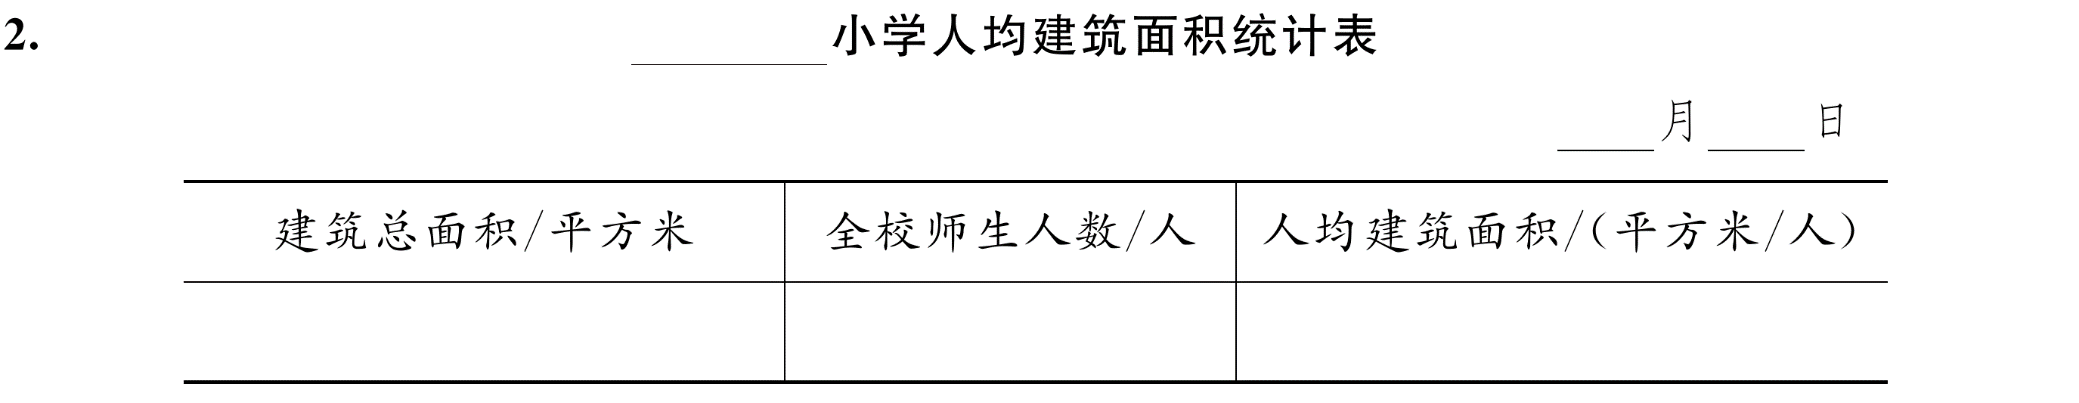 2. ________小学人均建筑面积统计表
____月____日
建筑总面积/平方米 全校师生人数/人 人均建筑面积/(平方米/人)